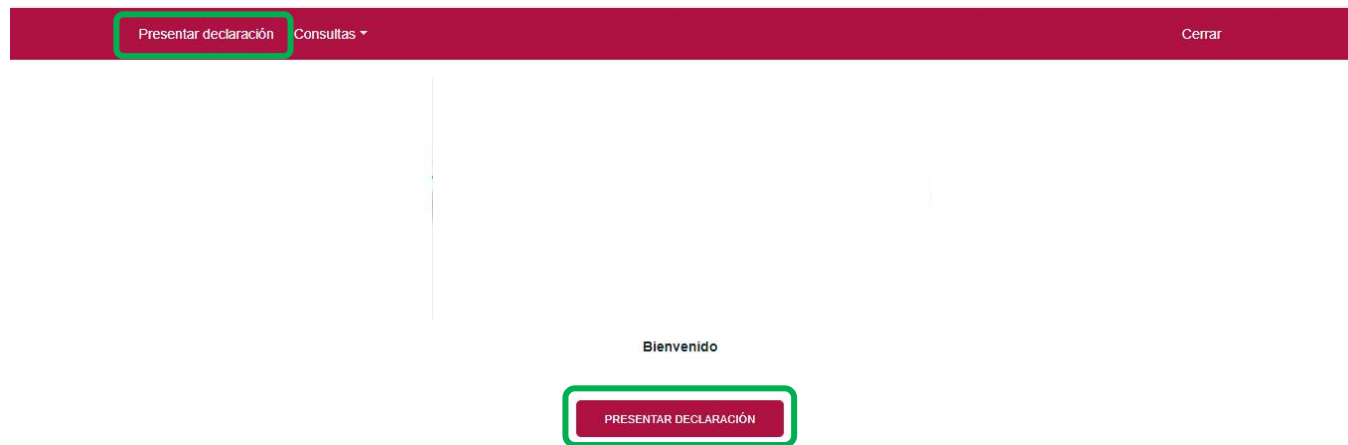 Presentar declaración Consultas Cerrar
Bienvenido
PRESENTAR DECLARACIÓN